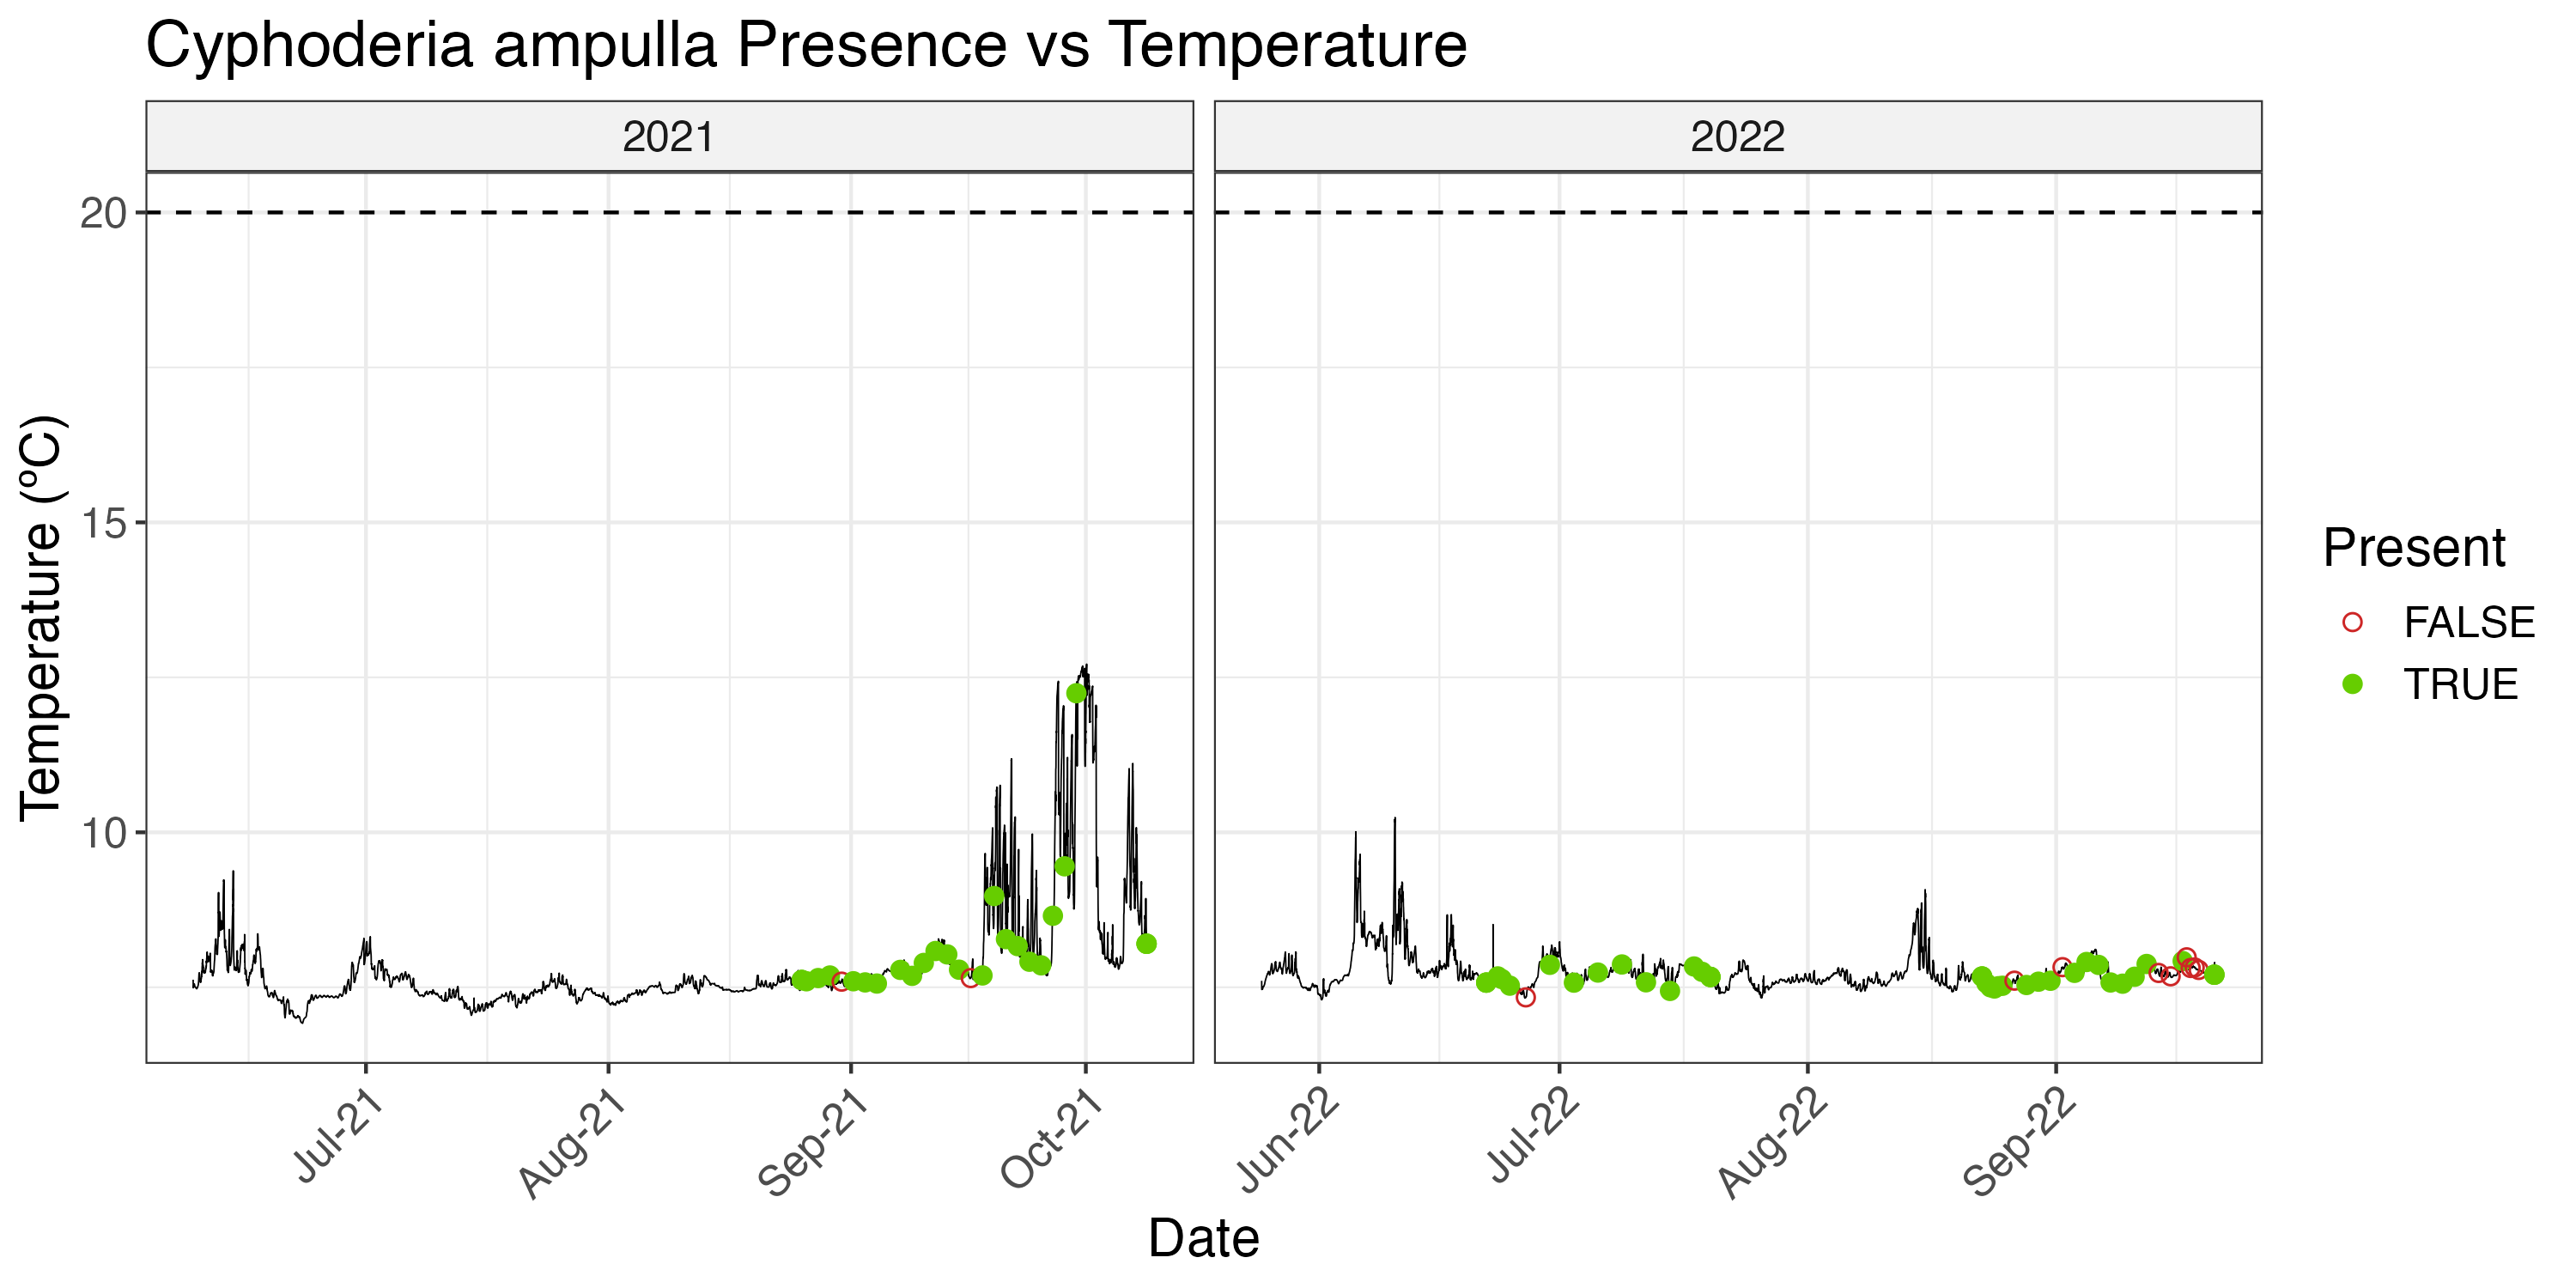 Cyphoderia ampulla Presence vs Temperature
2021
2022
Temperature (ºC)
20
15
10
Jul-21
Aug-21
Sep-21
Oct-21
Jun-22
Jul-22
Aug-22
Sep-22
Date
Present
FALSE
TRUE